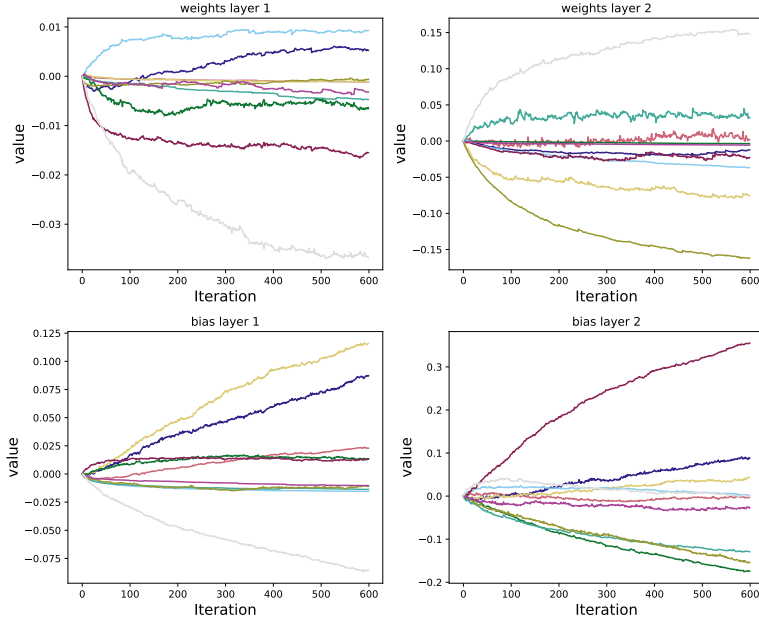 weights layer 1
value
0.01
0.00
−0.01
−0.02
−0.03
0 100 200 300 400 500 600
Iteration
weights layer 2
value
0.15
0.10
0.05
0.00
−0.05
−0.10
−0.15
0 100 200 300 400 500 600
Iteration
bias layer 1
value
0.125
0.100
0.075
0.050
0.025
0.000
−0.025
−0.050
−0.075
0 100 200 300 400 500 600
Iteration
bias layer 2
value
0.3
0.2
0.1
0.0
−0.1
−0.2
0 100 200 300 400 500 600
Iteration